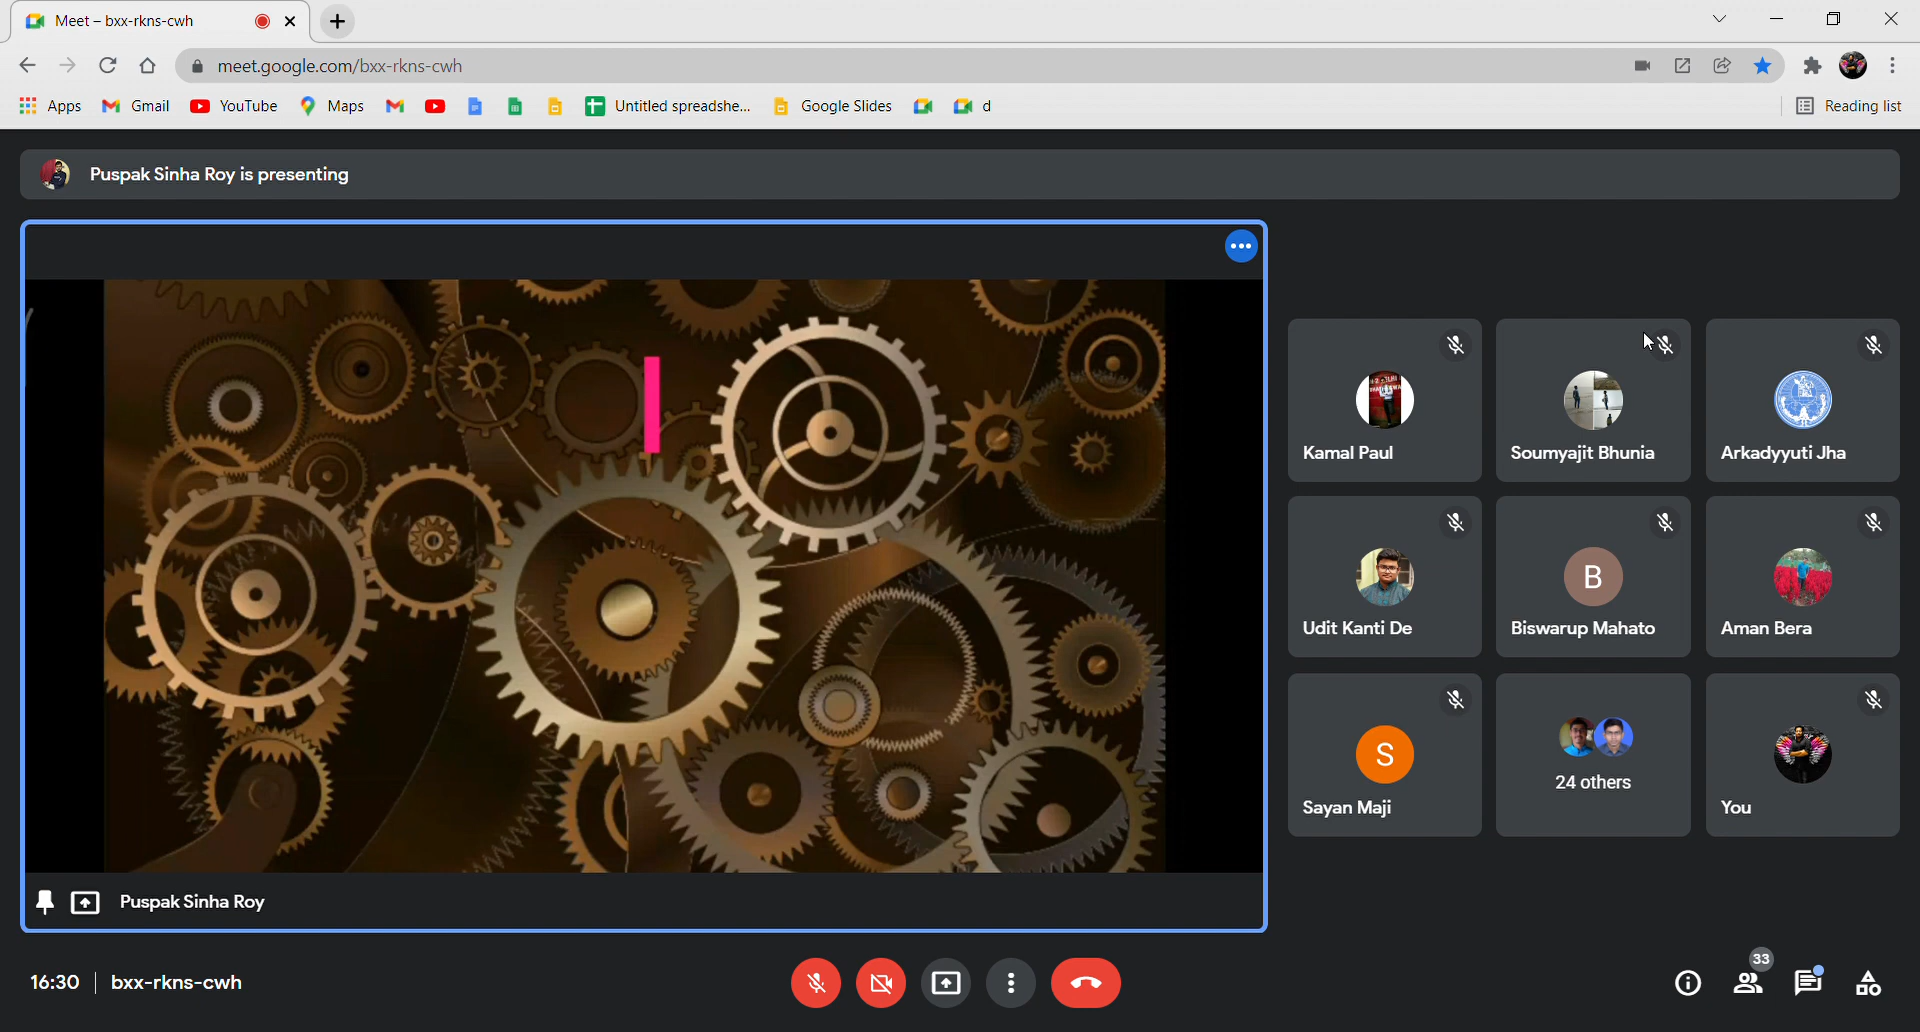 Meet – bxx-rkns-cwh
meet.google.com/bxx-rkns-cwh
Apps Gmail YouTube Maps Untitled spreadshe... Google Slides d Reading list
Puspak Sinha Roy is presenting
Kamal Paul Soumyajit Bhunia Arkadyyuti Jha
B
Udit Kanti De Biswarup Mahato Aman Bera
S
24 others
Sayan Maji You
Puspak Sinha Roy
16:30 | bxx-rkns-cwh 33